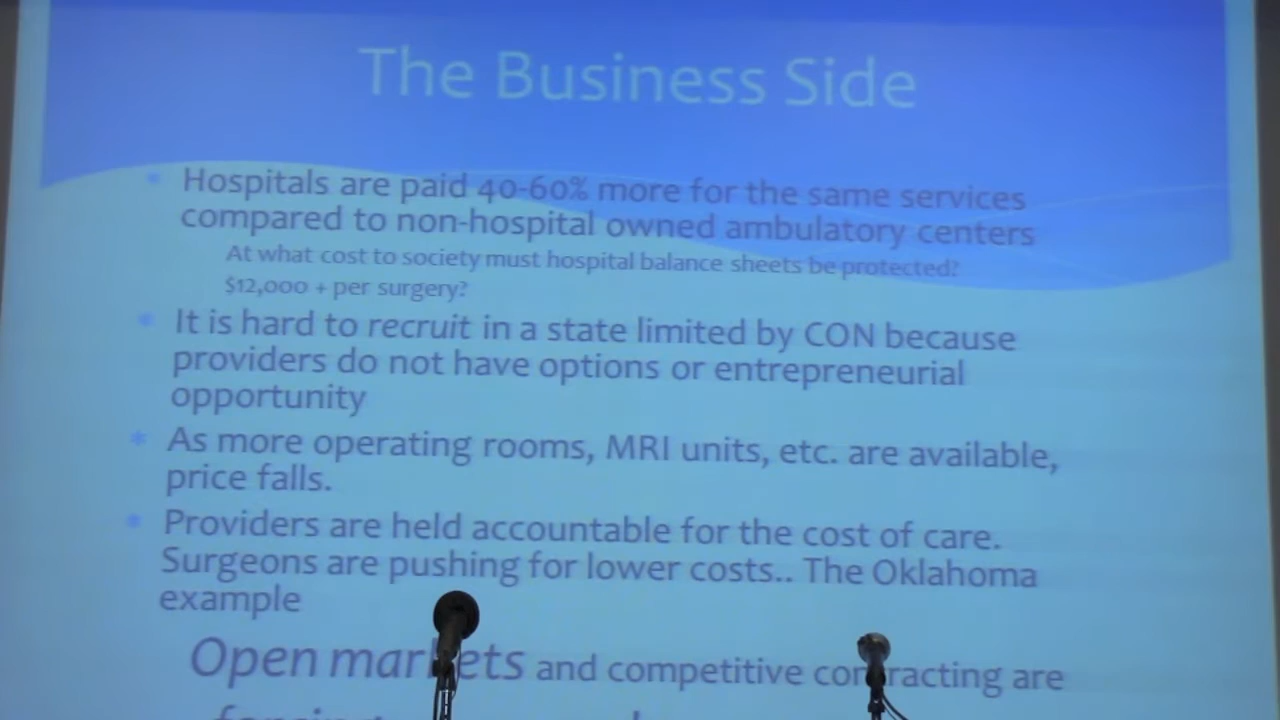 The Business Side
Hospitals are paid 40-60% more for the same services
compared to non-hospital owned ambulatory centers
At what cost to society must hospital balance sheets be protected?
$12,000 + per surgery?
It is hard to recruit in a state limited by CON because
providers do not have options or entrepreneurial
opportunity
As more operating rooms, MRI units, etc. are available,
price falls.
Providers are held accountable for the cost of care.
Surgeons are pushing for lower costs.. The Oklahoma
example
Open markets and competitive contracting are